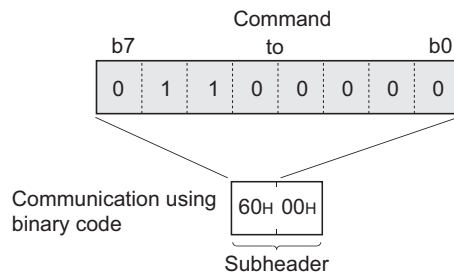 Command
b7 to b0
0 1 1 0 0 0 0 0
Communication using
binary code
60H 00H
Subheader